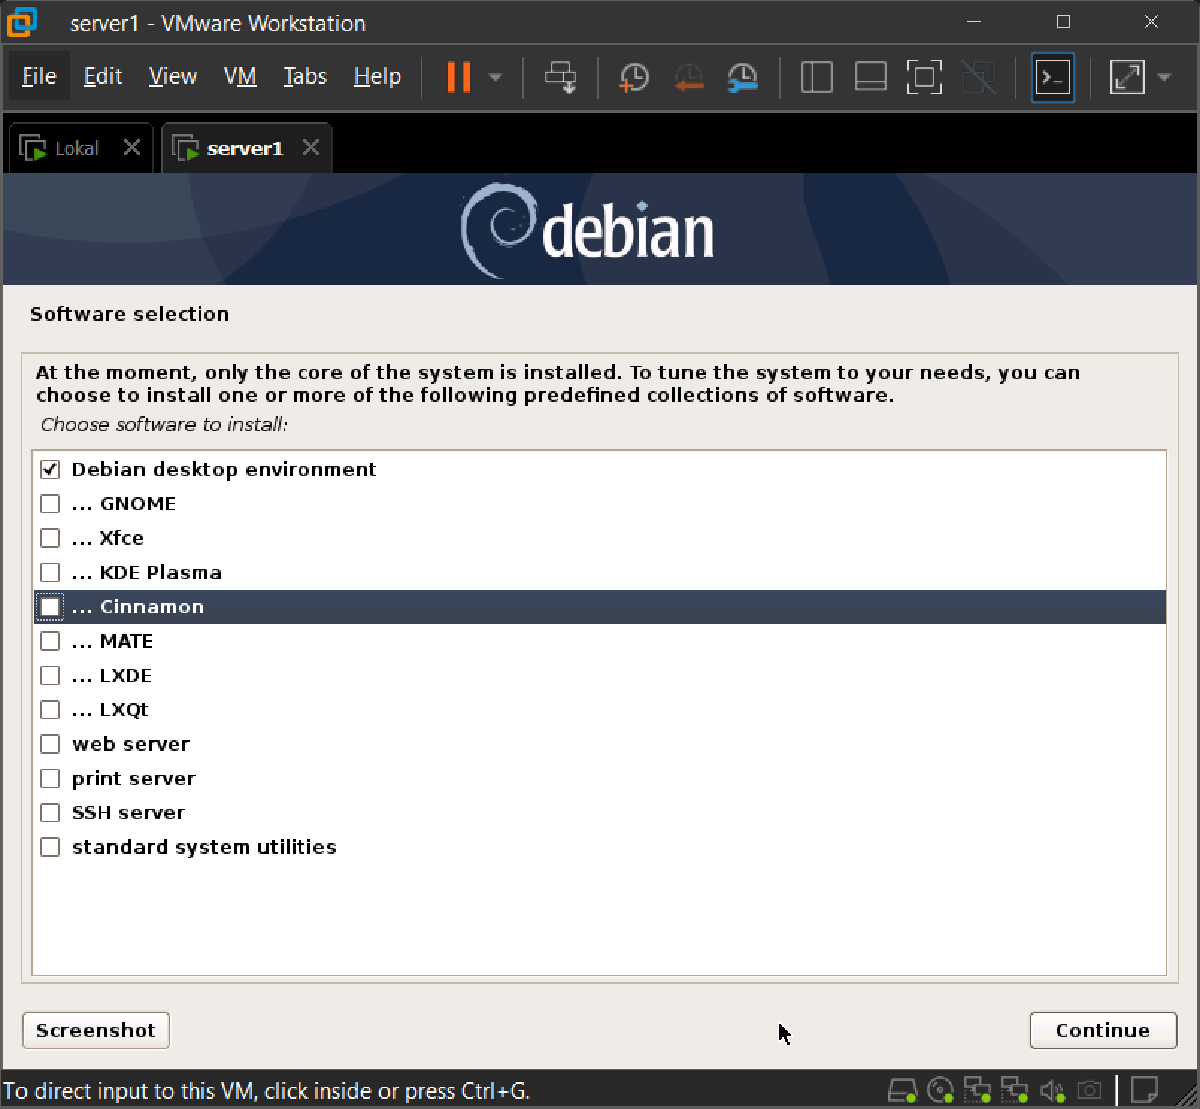 server1 - VMware Workstation
File Edit View VM Tabs Help
Lokal server1
debian
Software selection
At the moment, only the core of the system is installed. To tune the system to your needs, you can
choose to install one or more of the following predefined collections of software.
Choose software to install:
Debian desktop environment
... GNOME
... Xfce
... KDE Plasma
... Cinnamon
... MATE
... LXDE
... LXQt
web server
print server
SSH server
standard system utilities
Screenshot Continue
To direct input to this VM, click inside or press Ctrl+G.